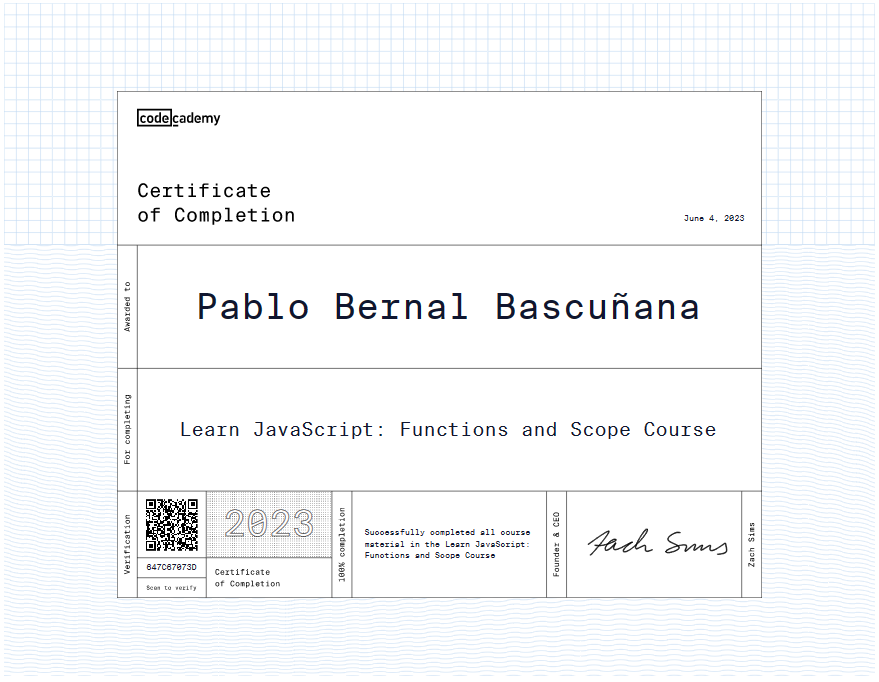 codecademy
Certificate
of Completion
June 4, 2023
Awarded to
Pablo Bernal Bascuñana
For completing
Learn JavaScript: Functions and Scope Course
Verification
647C67073D
Scan to verify
2023
Certificate
of Completion
100% completion
Successfully completed all course
material in the Learn JavaScript:
Functions and Scope Course
Founder & CEO
Zach Sims
Zach Sims